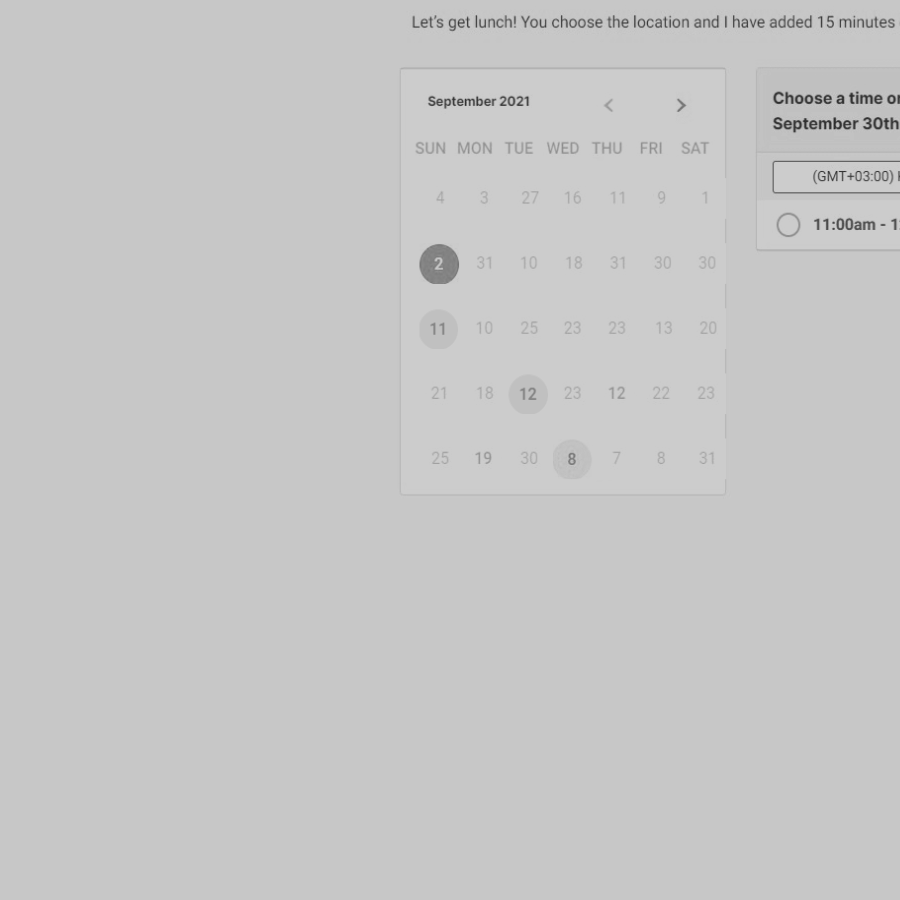 Let's get lunch! You choose the location and I have added 15 minutes
September 2021
SUN MON TUE WED THU FRI SAT
4 3 27 16 11 9 1
2 31 10 18 31 30 30
11 10 25 23 23 13 20
21 18 12 23 12 22 23
25 19 30 8 7 8 31
Choose a time
September 30th
(GMT+03:00)
11:00am -